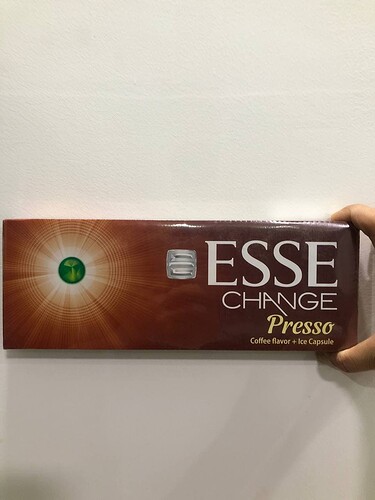 ESSE
CHANGE
Presso
Coffee flavor + Ice Capsule